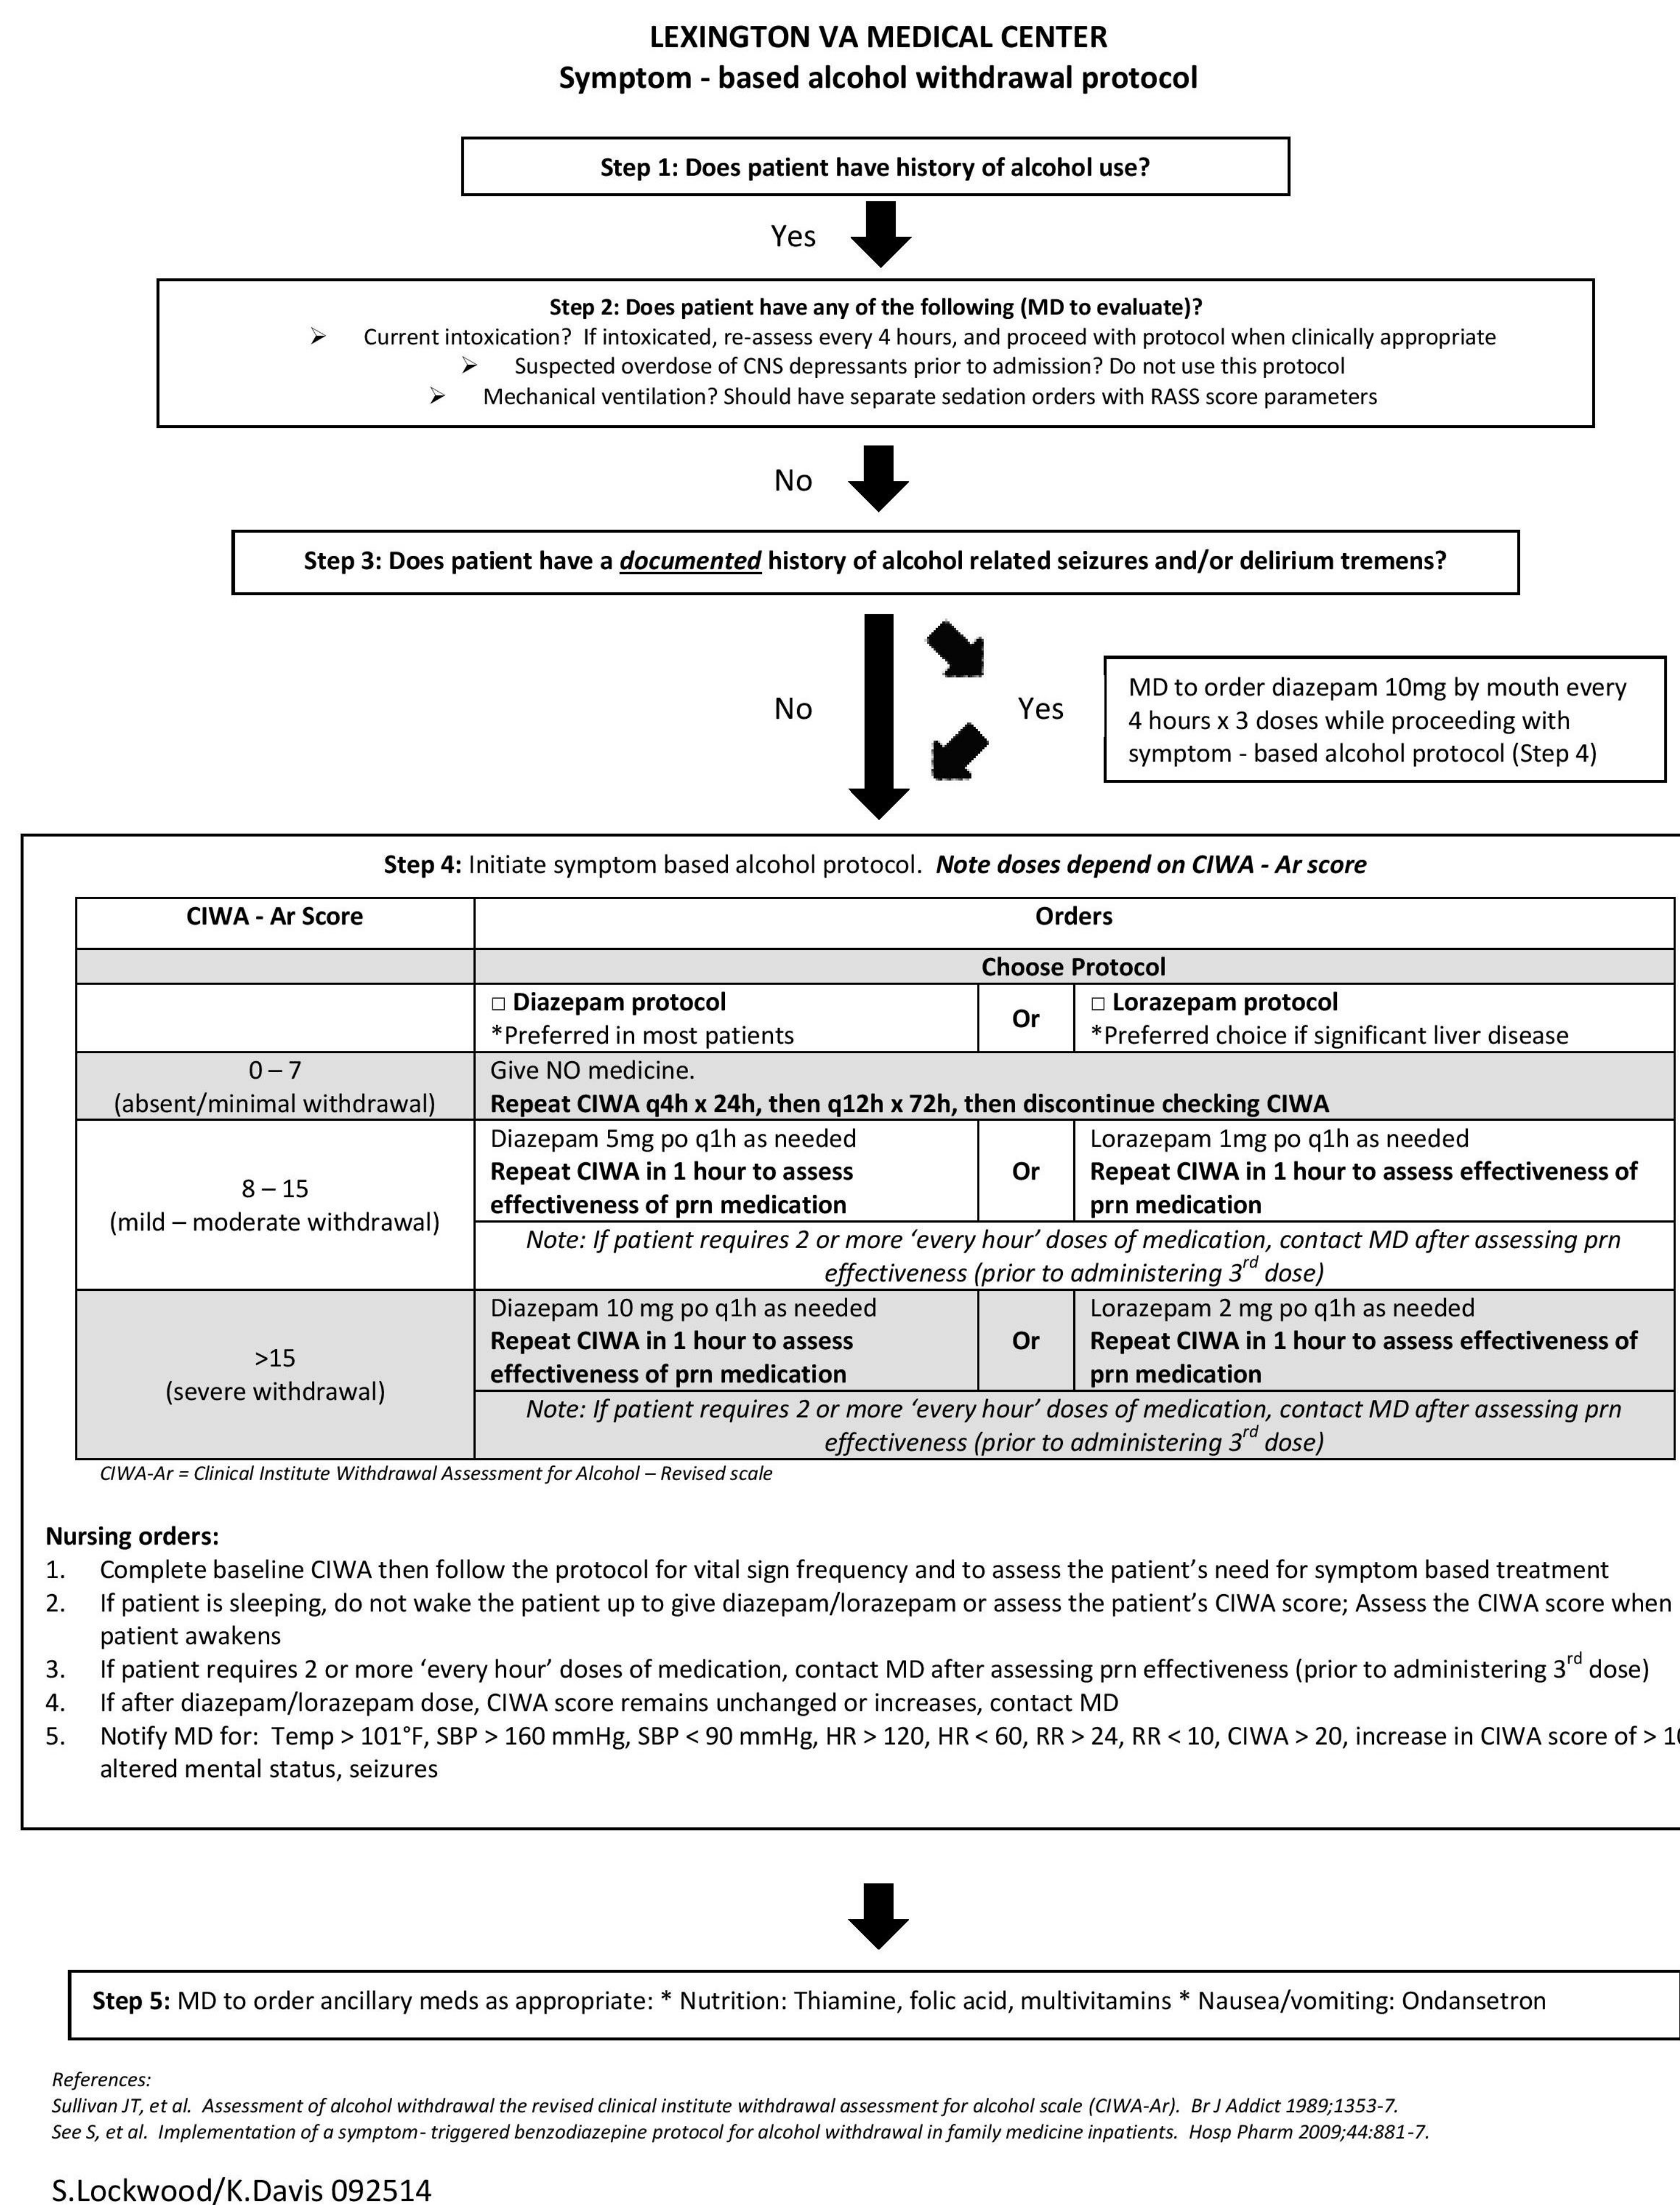 LEXINGTON VA MEDICAL CENTER
Symptom - based alcohol withdrawal protocol
Step 1: Does patient have history of alcohol use?
Yes
Step 2: Does patient have any of the following (MD to evaluate)?
➢ Current intoxication? If intoxicated, re-assess every 4 hours, and proceed with protocol when clinically appropriate
➢ Suspected overdose of CNS depressants prior to admission? Do not use this protocol
➢ Mechanical ventilation? Should have separate sedation orders with RASS score parameters
No
Step 3: Does patient have a documented history of alcohol related seizures and/or delirium tremens?
No
Yes
MD to order diazepam 10mg by mouth every
4 hours x 3 doses while proceeding with
symptom - based alcohol protocol (Step 4)
Step 4: Initiate symptom based alcohol protocol. Note doses depend on CIWA - Ar score
CIWA - Ar Score
Orders
Choose Protocol
□ Diazepam protocol
*Preferred in most patients
Or
□ Lorazepam protocol
*Preferred choice if significant liver disease
0 – 7
(absent/minimal withdrawal)
Give NO medicine.
Repeat CIWA q4h x 24h, then q12h x 72h, then discontinue checking CIWA
8 – 15
(mild – moderate withdrawal)
Diazepam 5mg po q1h as needed
Repeat CIWA in 1 hour to assess
effectiveness of prn medication
Or
Lorazepam 1mg po q1h as needed
Repeat CIWA in 1 hour to assess effectiveness of
prn medication
Note: If patient requires 2 or more ‘every hour’ doses of medication, contact MD after assessing prn
effectiveness (prior to administering 3rd dose)
>15
(severe withdrawal)
Diazepam 10 mg po q1h as needed
Repeat CIWA in 1 hour to assess
effectiveness of prn medication
Or
Lorazepam 2 mg po q1h as needed
Repeat CIWA in 1 hour to assess effectiveness of
prn medication
Note: If patient requires 2 or more ‘every hour’ doses of medication, contact MD after assessing prn
effectiveness (prior to administering 3rd dose)
CIWA-Ar = Clinical Institute Withdrawal Assessment for Alcohol – Revised scale
Nursing orders:
1. Complete baseline CIWA then follow the protocol for vital sign frequency and to assess the patient’s need for symptom based treatment
2. If patient is sleeping, do not wake the patient up to give diazepam/lorazepam or assess the patient’s CIWA score; Assess the CIWA score when
patient awakens
3. If patient requires 2 or more ‘every hour’ doses of medication, contact MD after assessing prn effectiveness (prior to administering 3rd dose)
4. If after diazepam/lorazepam dose, CIWA score remains unchanged or increases, contact MD
5. Notify MD for: Temp > 101°F, SBP > 160 mmHg, SBP < 90 mmHg, HR > 120, HR < 60, RR > 24, RR < 10, CIWA > 20, increase in CIWA score of >
altered mental status, seizures
Step 5: MD to order ancillary meds as appropriate: * Nutrition: Thiamine, folic acid, multivitamins * Nausea/vomiting: Ondansetron
References:
Sullivan JT, et al. Assessment of alcohol withdrawal the revised clinical institute withdrawal assessment for alcohol scale (CIWA-Ar). Br J Addict 1989;1353-7.
See S, et al. Implementation of a symptom- triggered benzodiazepine protocol for alcohol withdrawal in family medicine inpatients. Hosp Pharm 2009;44:881-7.
S.Lockwood/K.Davis 092514